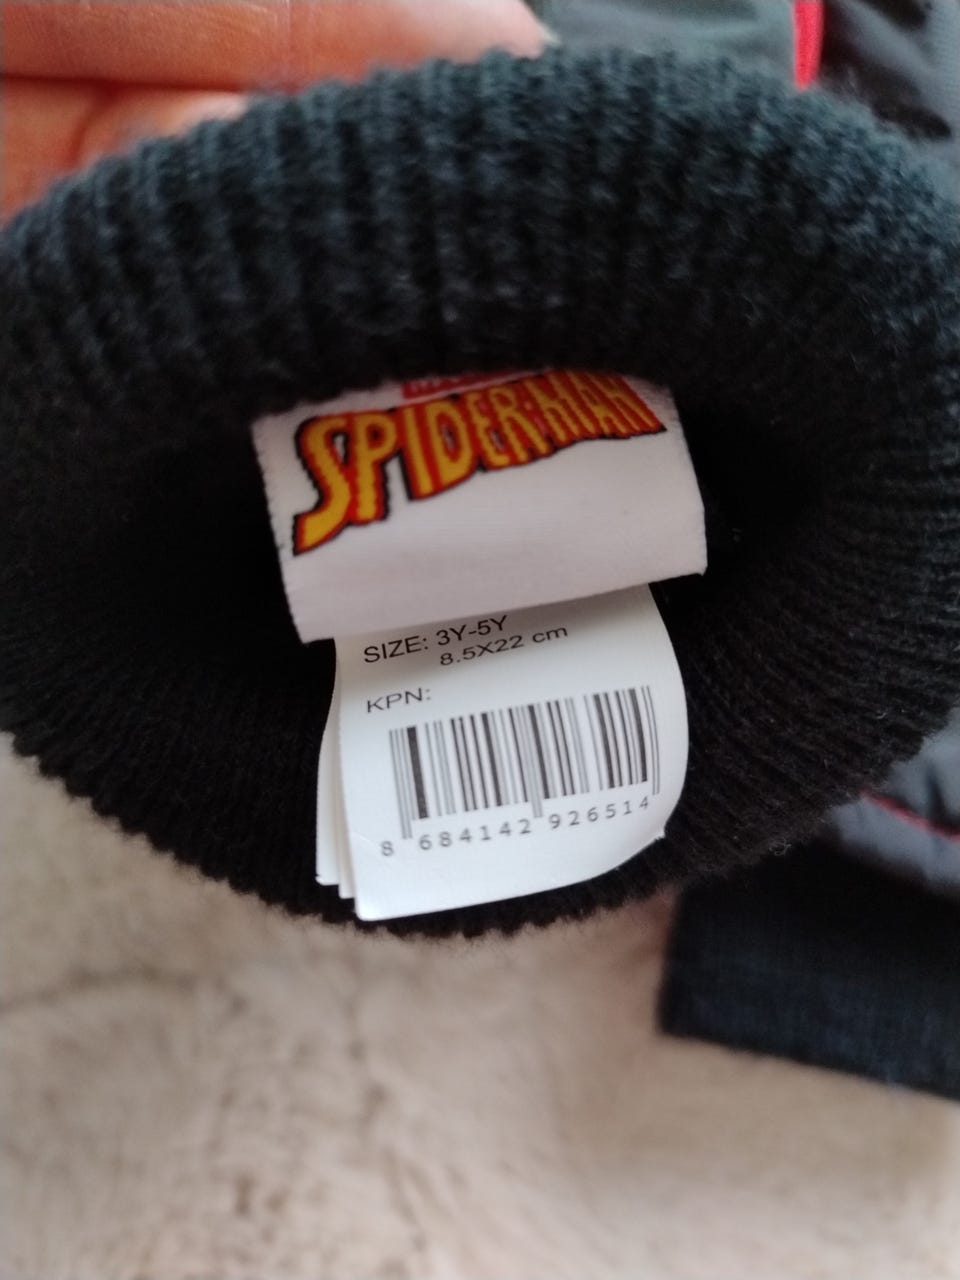 SPIDER-MAN
SIZE: 3Y-5Y
8.5X22 cm
KPN:
8 684142 926514